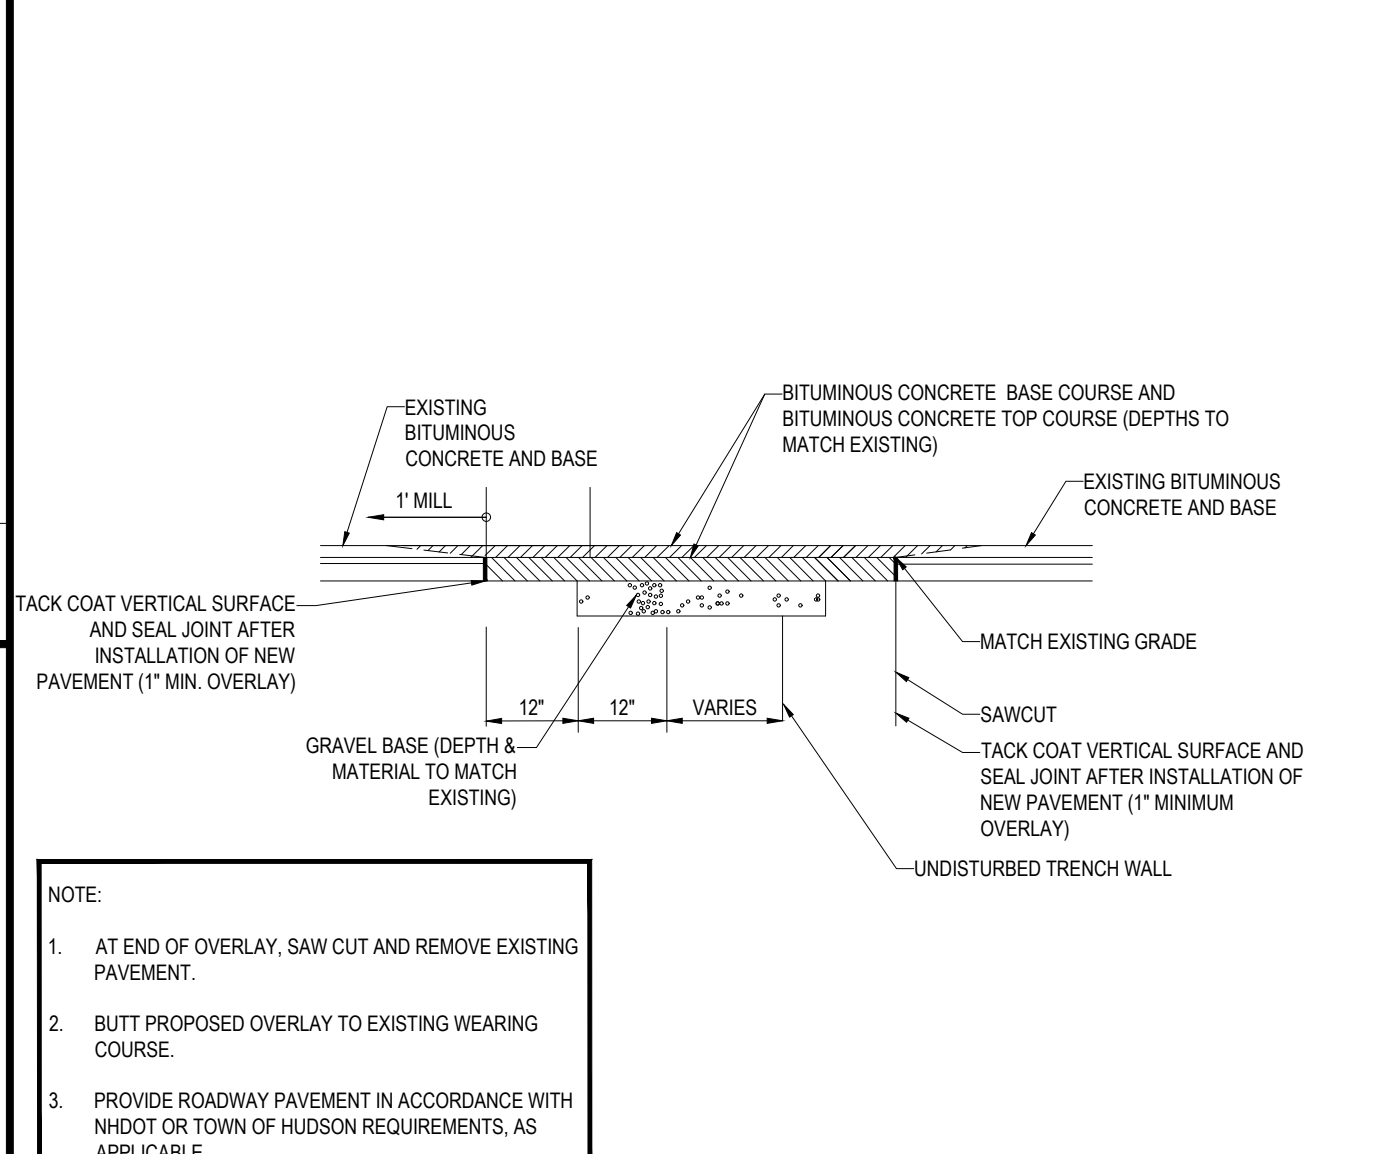 EXISTING
BITUMINOUS
CONCRETE AND BASE
1' MILL
BITUMINOUS CONCRETE BASE COURSE AND
BITUMINOUS CONCRETE TOP COURSE (DEPTHS TO
MATCH EXISTING)
EXISTING BITUMINOUS
CONCRETE AND BASE
TACK COAT VERTICAL SURFACE
AND SEAL JOINT AFTER
INSTALLATION OF NEW
PAVEMENT (1" MIN. OVERLAY)
MATCH EXISTING GRADE
12"
12"
VARIES
SAWCUT
GRAVEL BASE (DEPTH &
MATERIAL TO MATCH
EXISTING)
TACK COAT VERTICAL SURFACE AND
SEAL JOINT AFTER INSTALLATION OF
NEW PAVEMENT (1" MINIMUM
OVERLAY)
UNDISTURBED TRENCH WALL
NOTE:
1. AT END OF OVERLAY, SAW CUT AND REMOVE EXISTING
PAVEMENT.
2. BUTT PROPOSED OVERLAY TO EXISTING WEARING
COURSE.
3. PROVIDE ROADWAY PAVEMENT IN ACCORDANCE WITH
NHDOT OR TOWN OF HUDSON REQUIREMENTS, AS
APPLICABLE